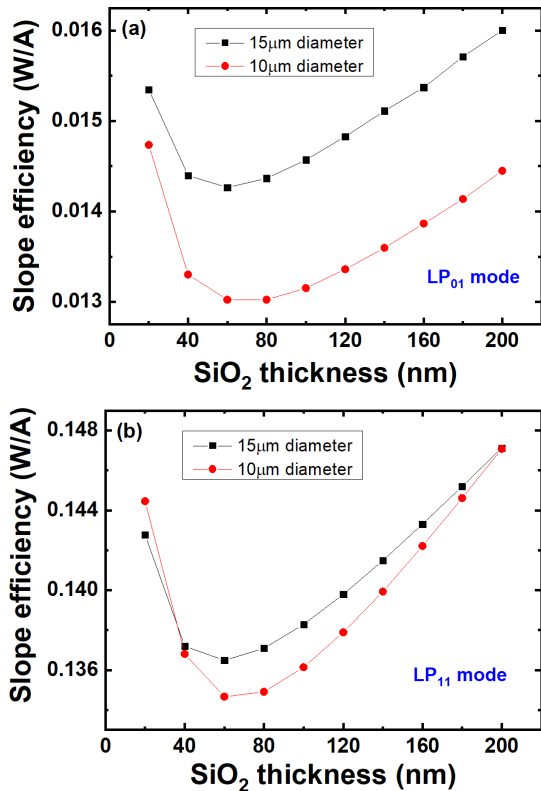 (a)
15μm diameter
10μm diameter
Slope efficiency (W/A)
0.016
0.015
0.014
0.013
LP₀₁ mode
0 40 80 120 160 200
SiO₂ thickness (nm)
(b)
15μm diameter
10μm diameter
Slope efficiency (W/A)
0.148
0.144
0.140
0.136
LP₁₁ mode
0 40 80 120 160 200
SiO₂ thickness (nm)